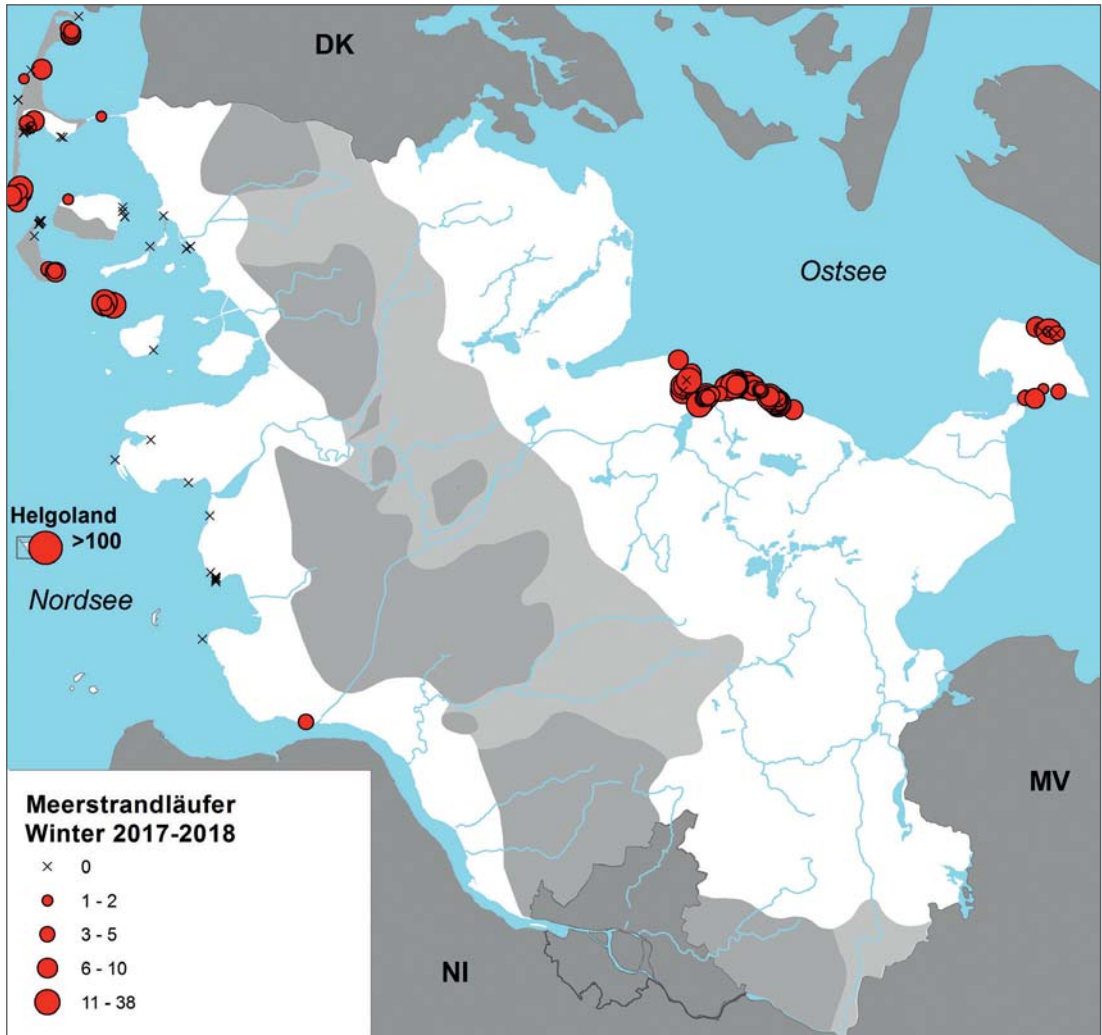 DK
Ostsee
Helgoland
>100
Nordsee
MV
NI
Meerstrandläufer
Winter 2017-2018
0
1 - 2
3 - 5
6 - 10
11 - 38